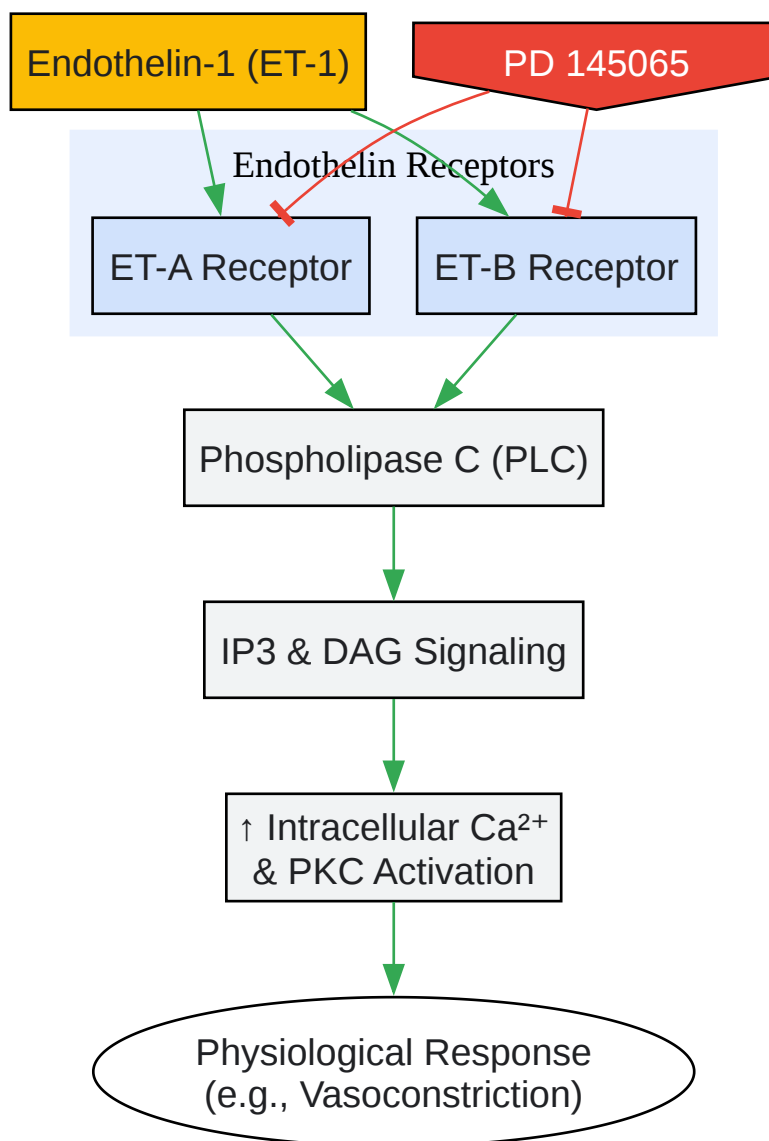 Endothelin-1 (ET-1)
PD 145065
Endothelin Receptors
ET-A Receptor
ET-B Receptor
Phospholipase C (PLC)
IP3 & DAG Signaling
↑ Intracellular Ca²⁺
& PKC Activation
Physiological Response
(e.g., Vasoconstriction)